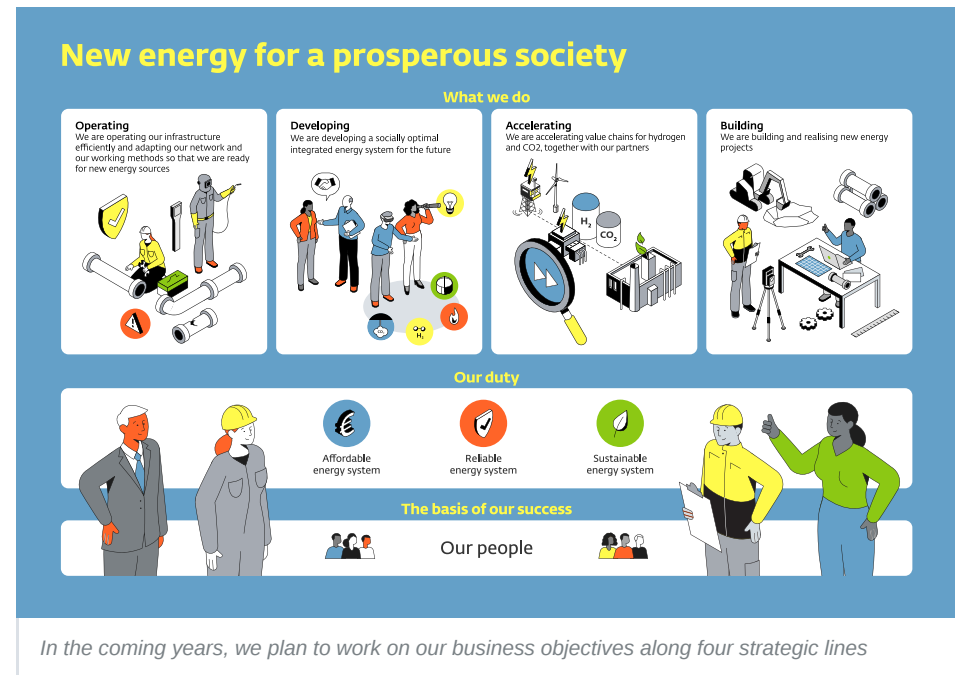 New energy for a prosperous society
What we do
Operating
We are operating our infrastructure
efficiently and adapting our network and
our working methods so that we are ready
for new energy sources
Developing
We are developing a socially optimal
integrated energy system for the future
Accelerating
We are accelerating value chains for hydrogen
and CO2, together with our partners
Building
We are building and realising new energy
projects
H₂
CO₂
CO₂
H₂
Our duty
Affordable
energy system
Reliable
energy system
Sustainable
energy system
The basis of our success
Our people
In the coming years, we plan to work on our business objectives along four strategic lines